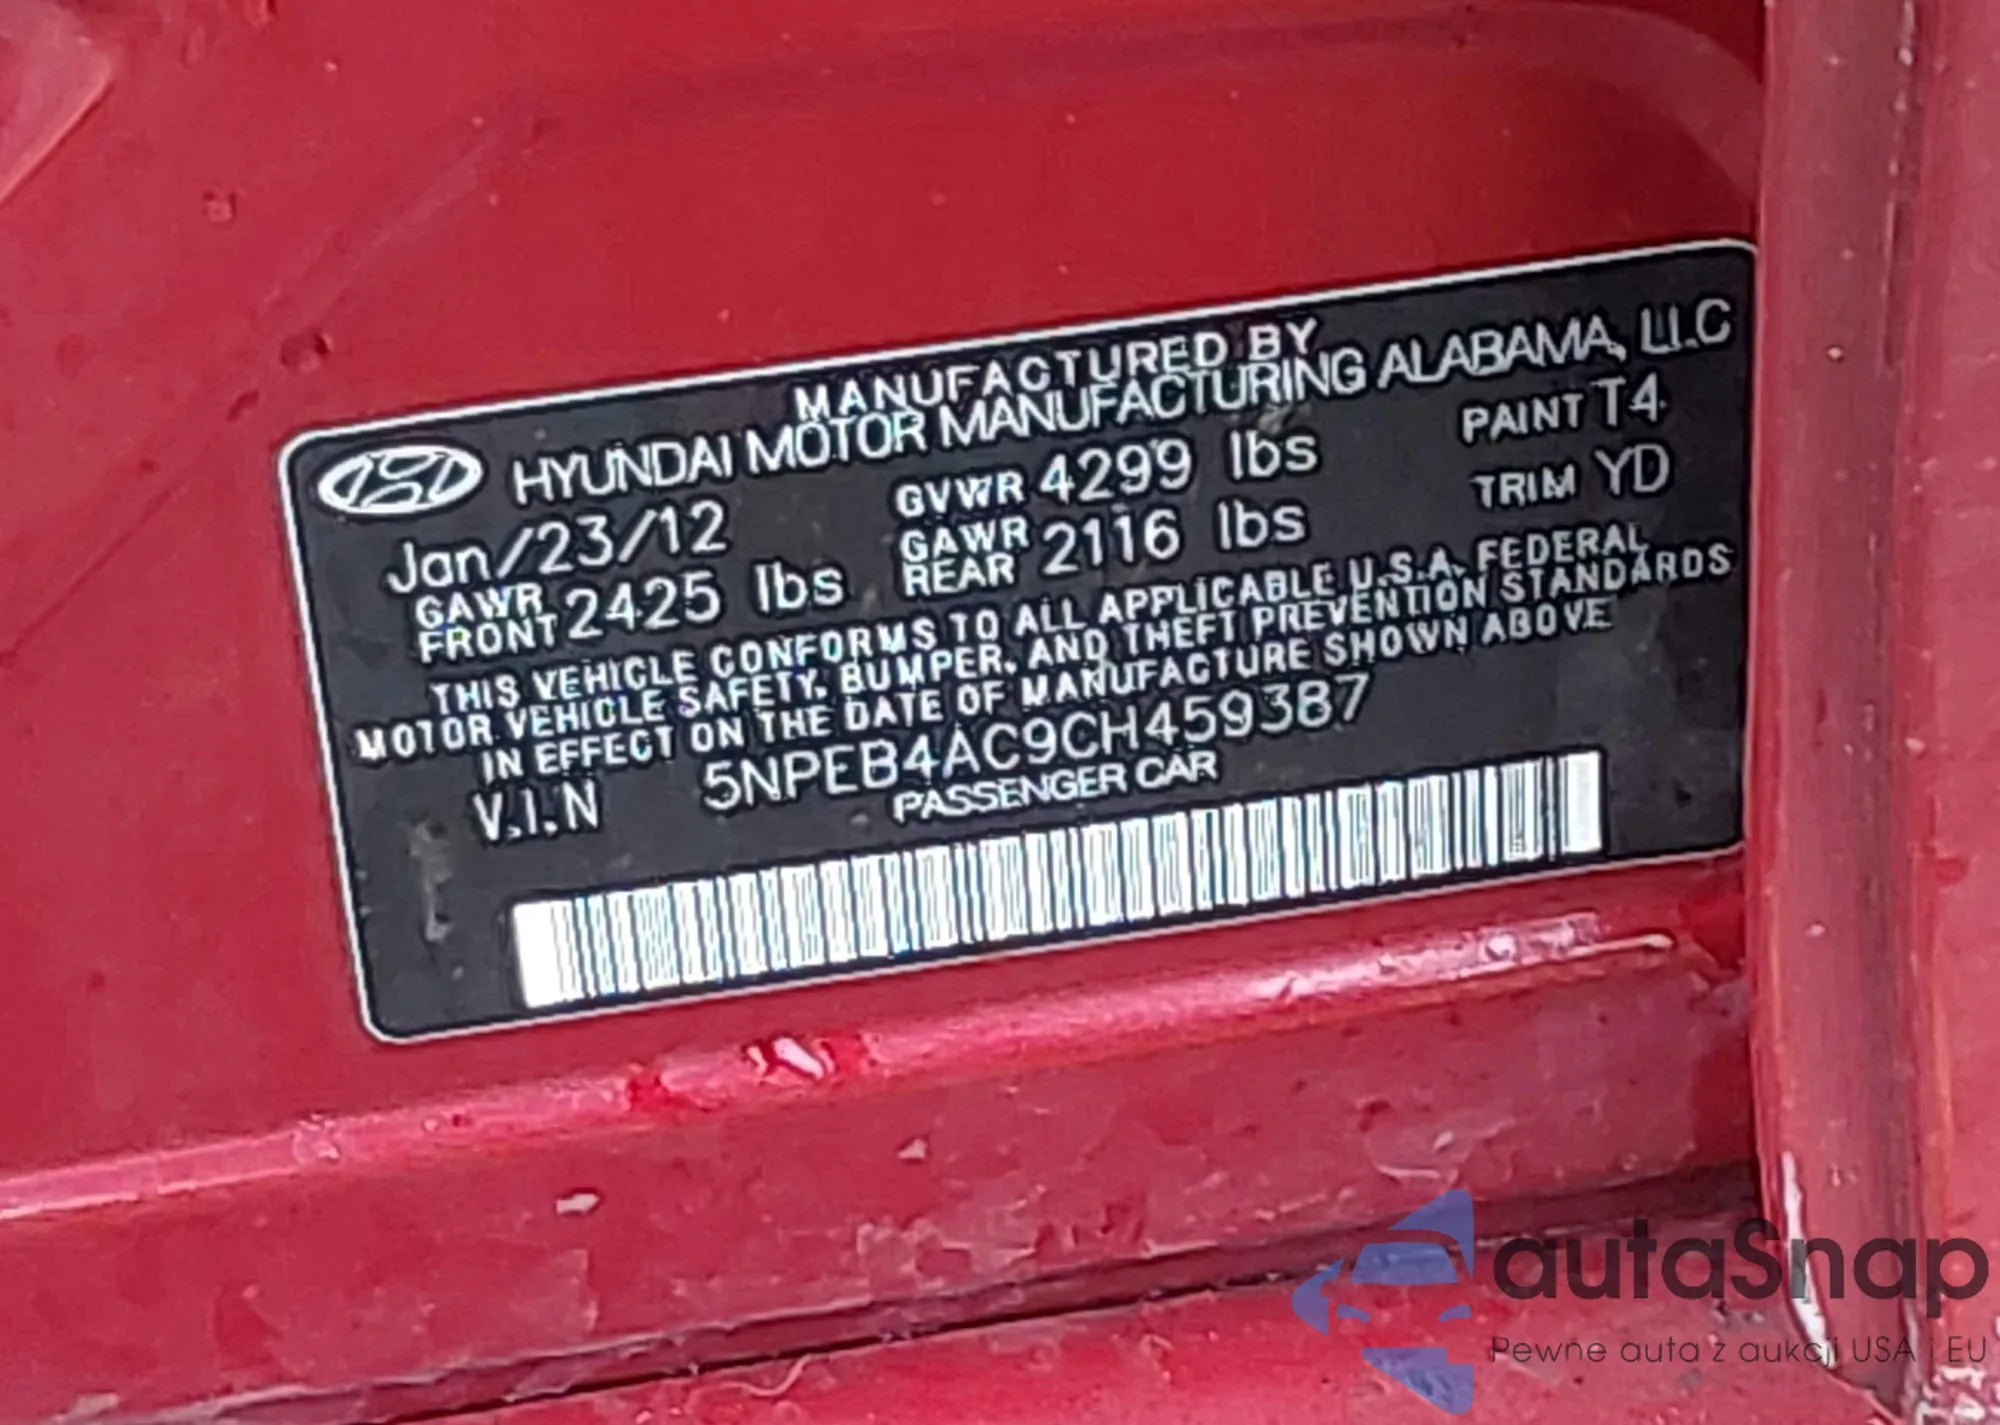 MANUFACTURED BY
HYUNDAI MOTOR MANUFACTURING ALABAMA, LLC
Jan/23/12 GVWR 4299 lbs PAINT T4
GAWR FRONT 2425 lbs GAWR REAR 2116 lbs TRIM YD
THIS VEHICLE CONFORMS TO ALL APPLICABLE U.S.A. FEDERAL
MOTOR VEHICLE SAFETY, BUMPER, AND THEFT PREVENTION STANDARDS
IN EFFECT ON THE DATE OF MANUFACTURE SHOWN ABOVE
V.I.N 5NPEB4AC9CH459387
PASSENGER CAR
autaSnap
Pewne auta z aukcji USA i EU